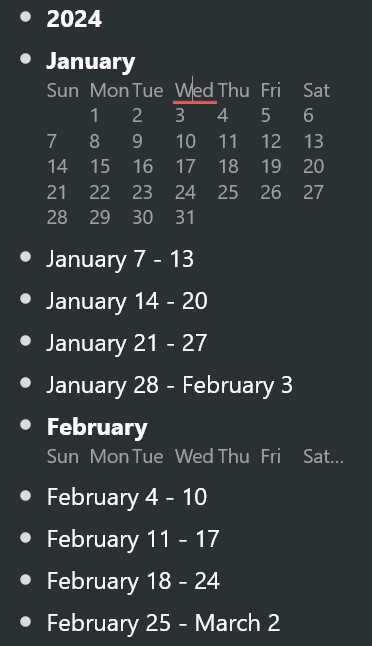 2024
January
Sun Mon Tue Wed Thu Fri Sat
1 2 3 4 5 6
7 8 9 10 11 12 13
14 15 16 17 18 19 20
21 22 23 24 25 26 27
28 29 30 31
January 7 - 13
January 14 - 20
January 21 - 27
January 28 - February 3
February
Sun Mon Tue Wed Thu Fri Sat...
February 4 - 10
February 11 - 17
February 18 - 24
February 25 - March 2